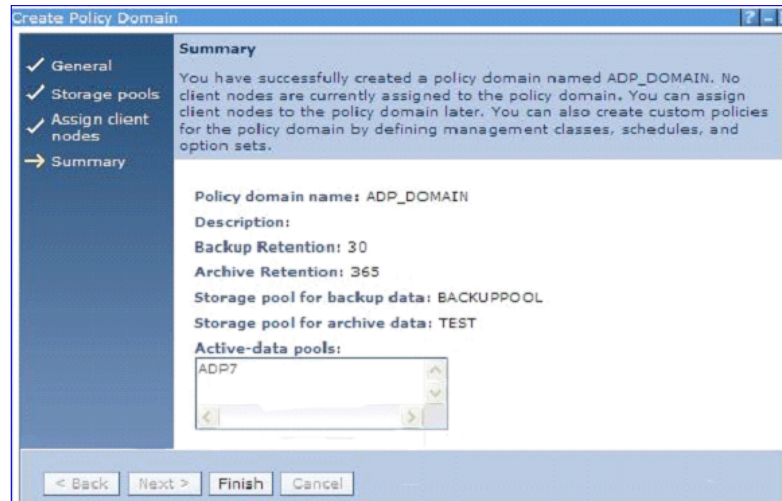 Create Policy Domain
General
Storage pools
Assign client
nodes
Summary
Summary
You have successfully created a policy domain named ADP_DOMAIN. No
client nodes are currently assigned to the policy domain. You can assign
client nodes to the policy domain later. You can also create custom policies
for the policy domain by defining management classes, schedules, and
option sets.
Policy domain name: ADP_DOMAIN
Description:
Backup Retention: 30
Archive Retention: 365
Storage pool for backup data: BACKUPPOOL
Storage pool for archive data: TEST
Active-data pools:
ADP7
< Back Next > Finish Cancel